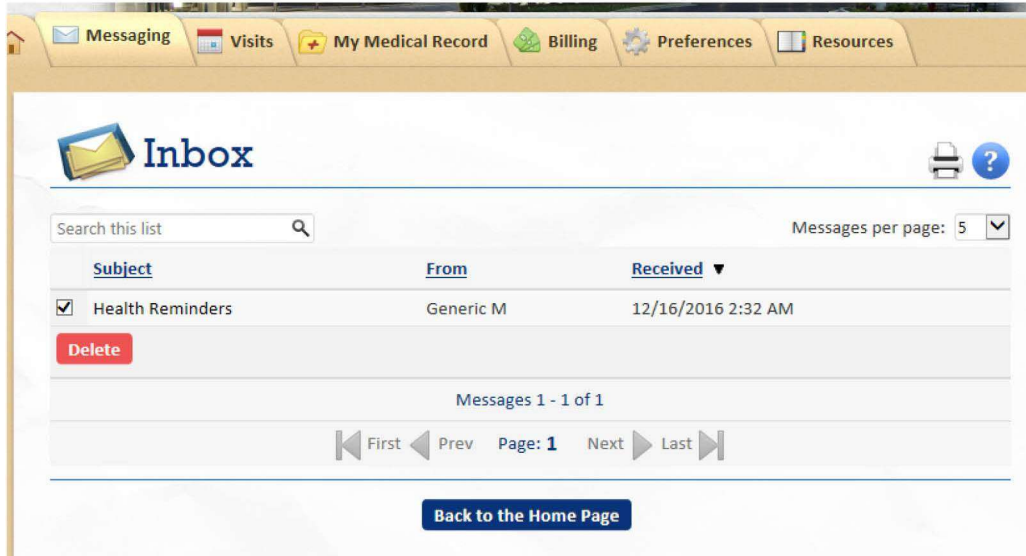 Messaging Visits My Medical Record Billing Preferences Resources
Inbox
?
Search this list Messages per page: 5
Subject From Received ▼
Health Reminders Generic M 12/16/2016 2:32 AM
Delete
Messages 1 - 1 of 1
First Prev Page: 1 Next Last
Back to the Home Page